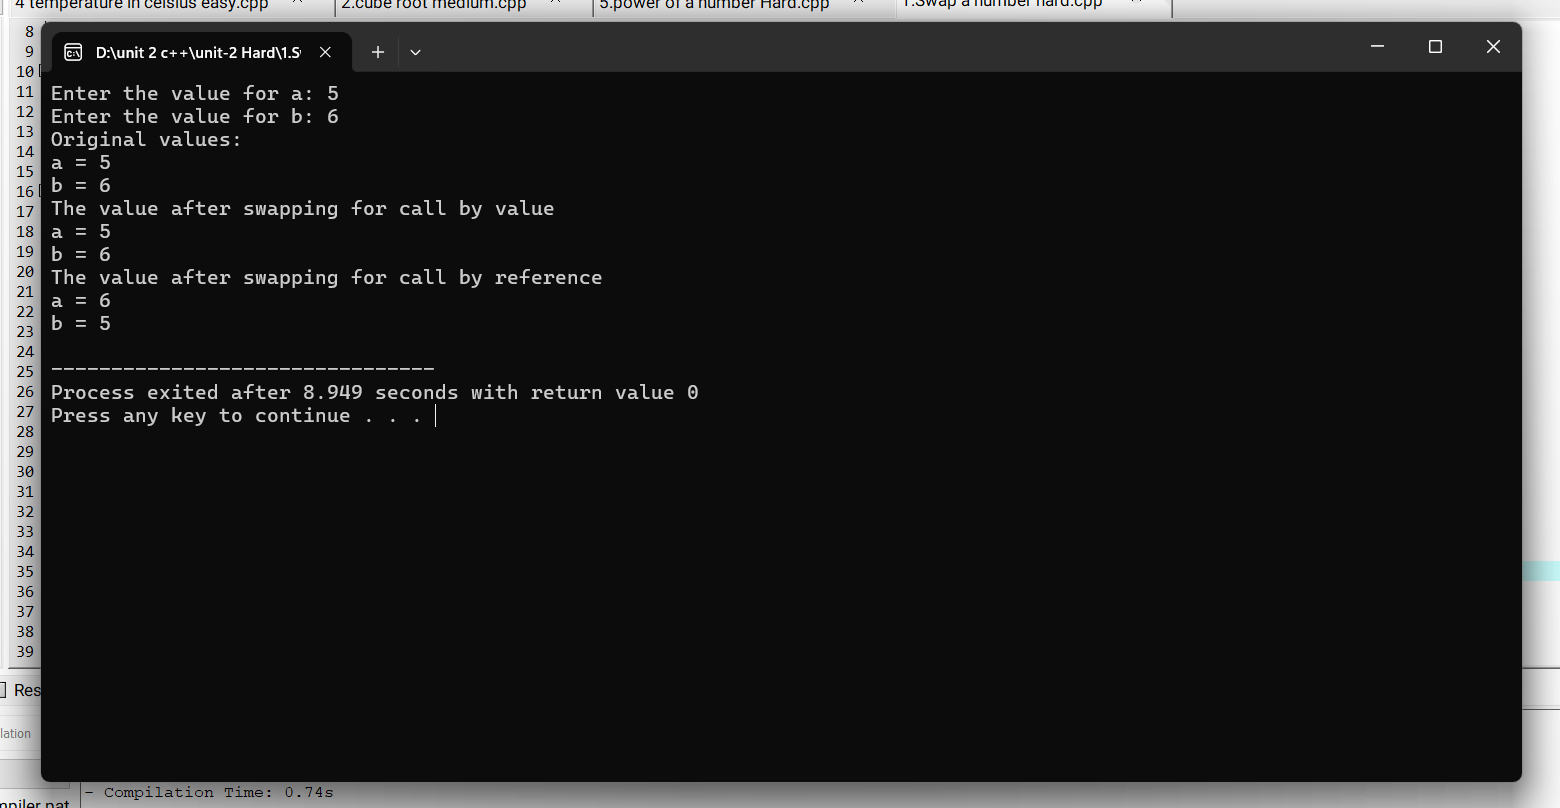 4 temperature in celsius easy.cpp
2.cube root medium.cpp
5.power of a number Hard.cpp
1.Swap a number hard.cpp
D:\unit 2 c++\unit-2 Hard\1.S
Enter the value for a: 5
Enter the value for b: 6
Original values:
a = 5
b = 6
The value after swapping for call by value
a = 5
b = 6
The value after swapping for call by reference
a = 6
b = 5
--------------------------------
Process exited after 8.949 seconds with return value 0
Press any key to continue . . .
8
9
10
11
12
13
14
15
16
17
18
19
20
21
22
23
24
25
26
27
28
29
30
31
32
33
34
35
36
37
38
39
Res
lation
mpiler pat
- Compilation Time: 0.74s